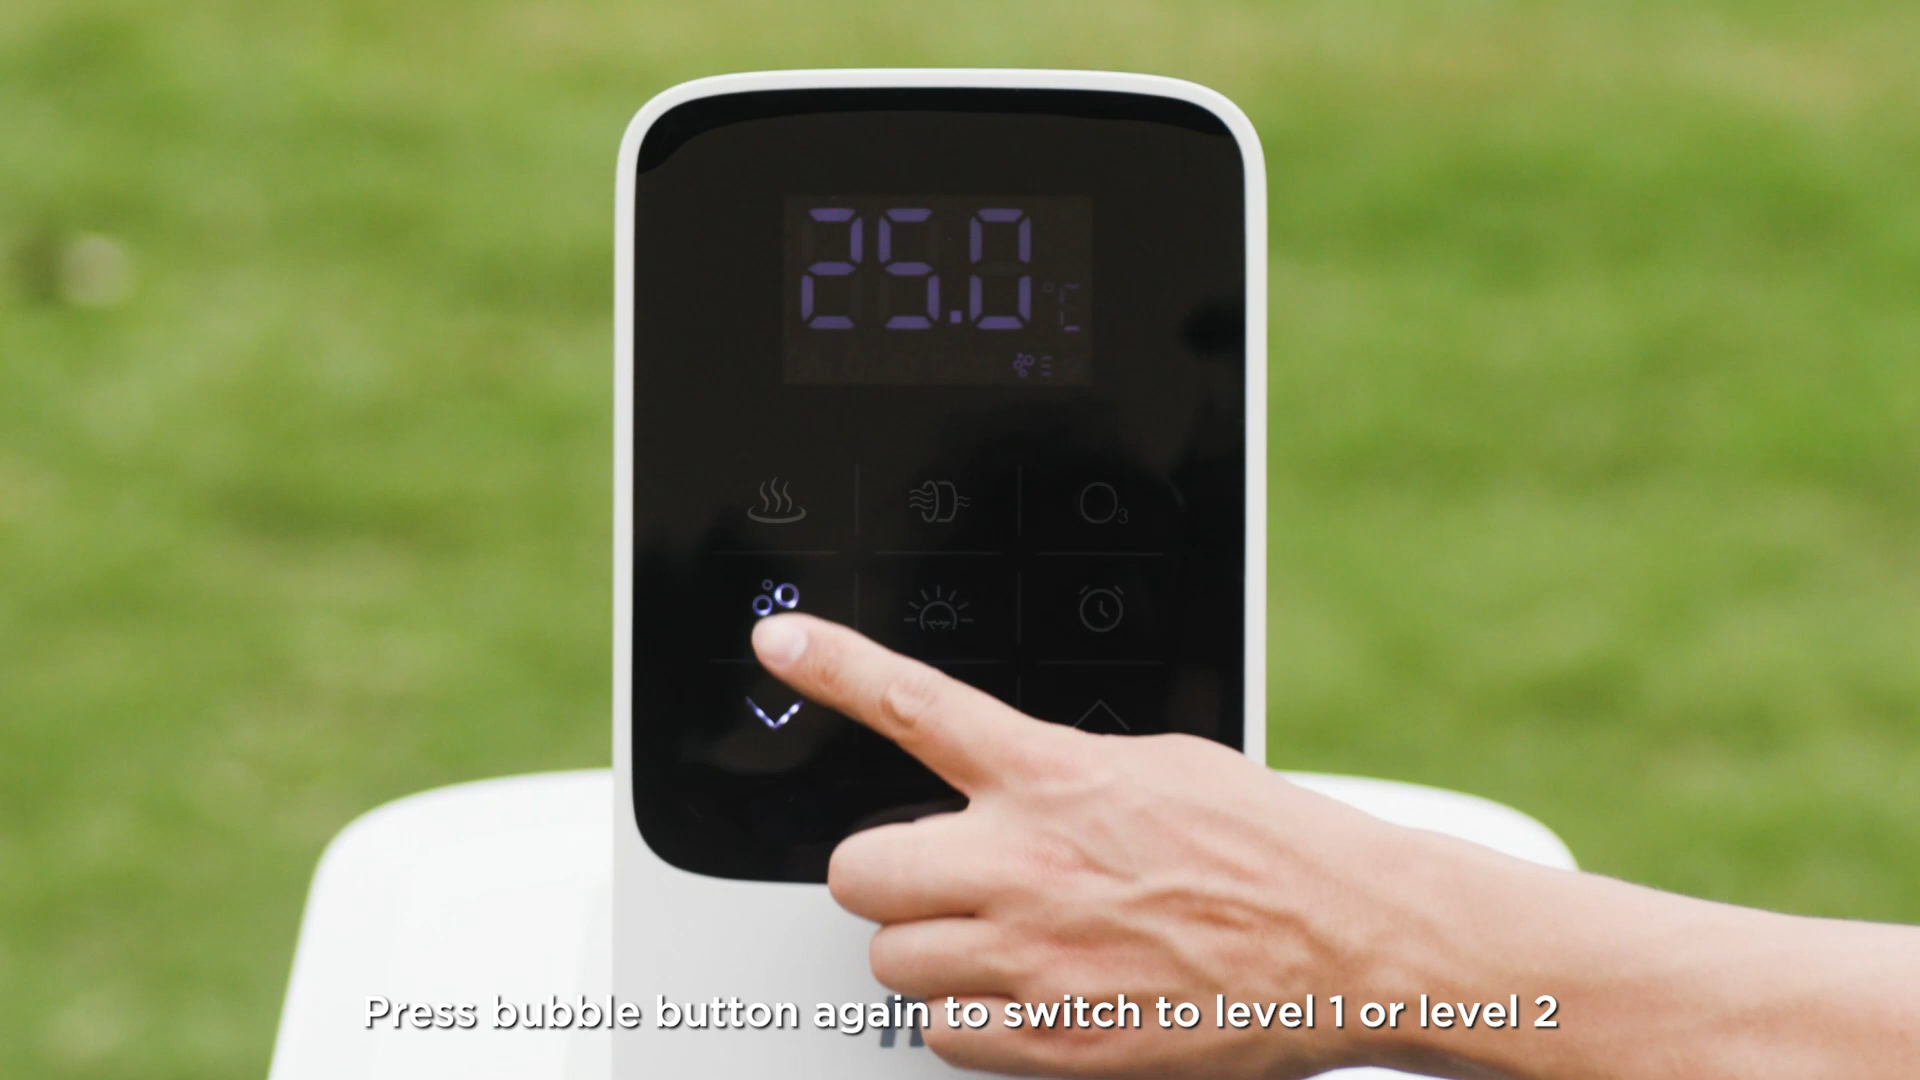 25.0
°C
O₃
Press bubble button again to switch to level 1 or level 2